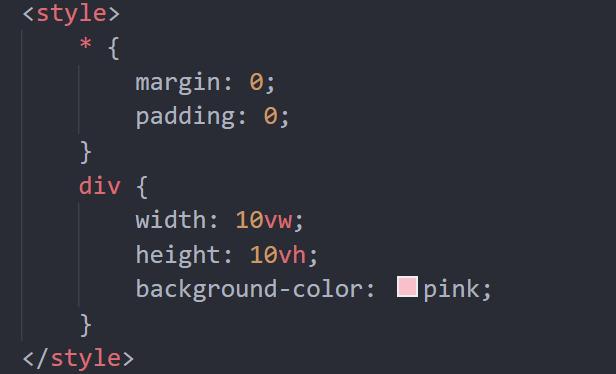 <style>
* {
margin: 0;
padding: 0;
}
div {
width: 10vw;
height: 10vh;
background-color: pink;
}
</style>